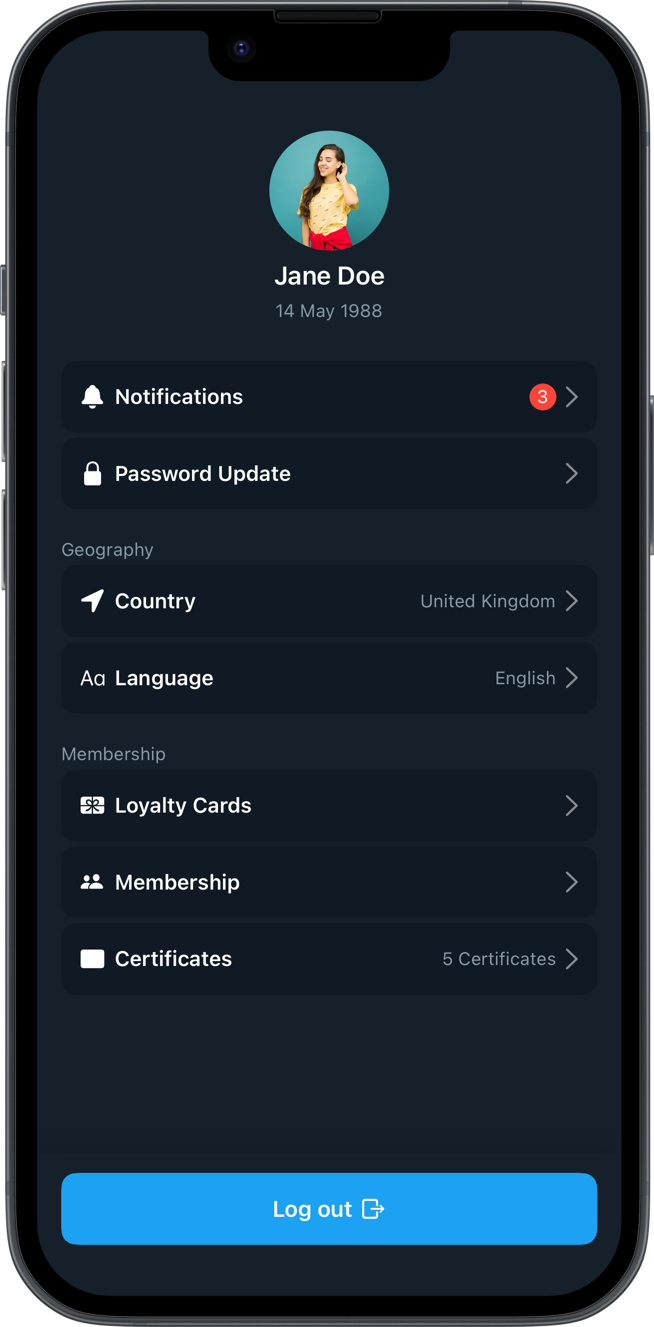 Jane Doe
14 May 1988
Notifications 3
Password Update
Geography
Country United Kingdom
Aa Language English
Membership
Loyalty Cards
Membership
Certificates 5 Certificates
Log out